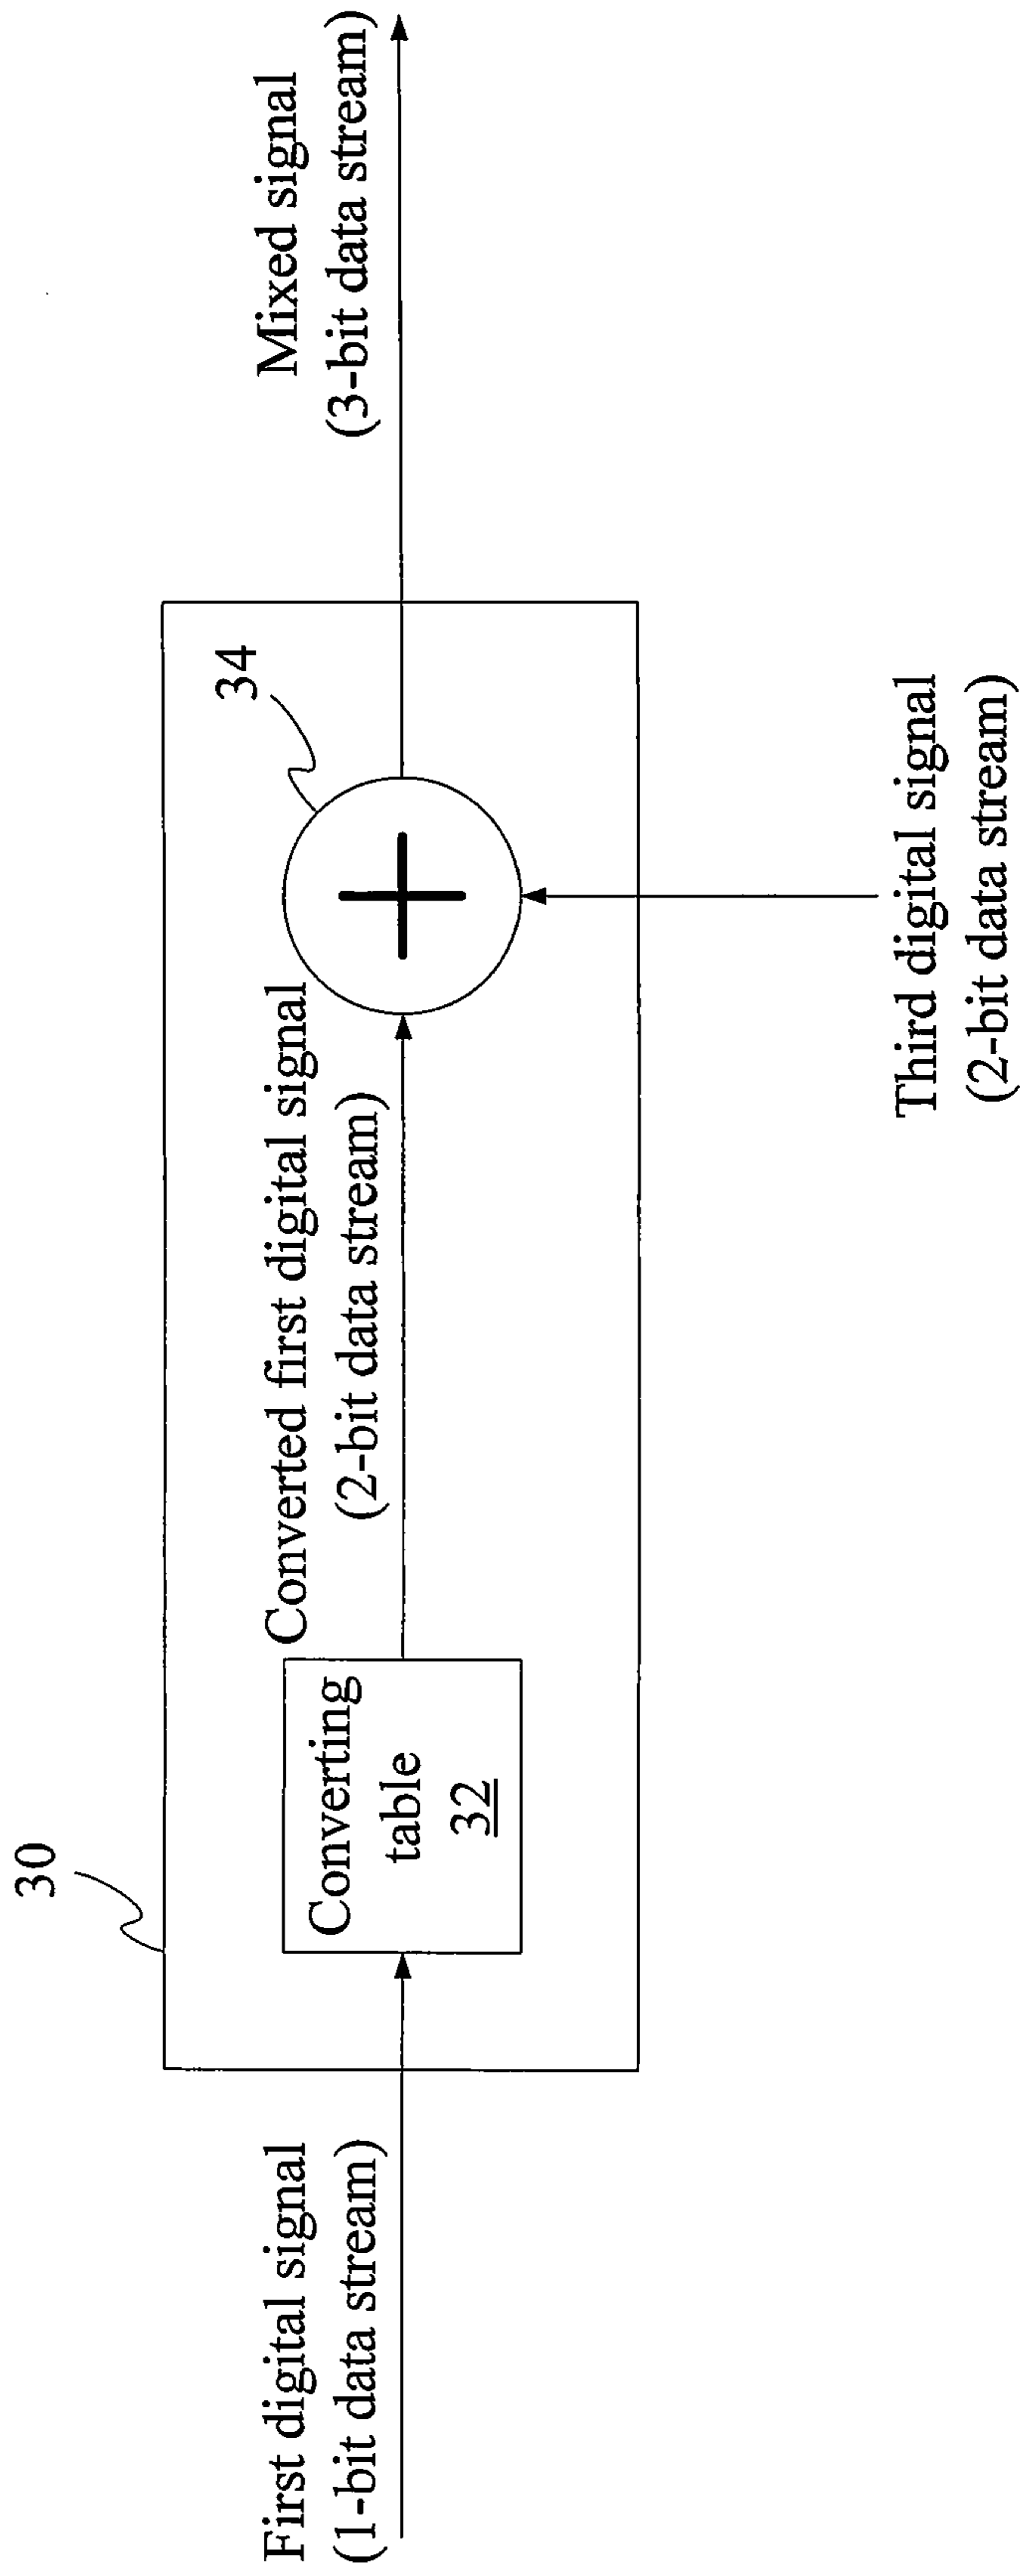 30
First digital signal
(1-bit data stream)
Converting
table
32
Converted first digital signal
(2-bit data stream)
34
Third digital signal
(2-bit data stream)
Mixed signal
(3-bit data stream)